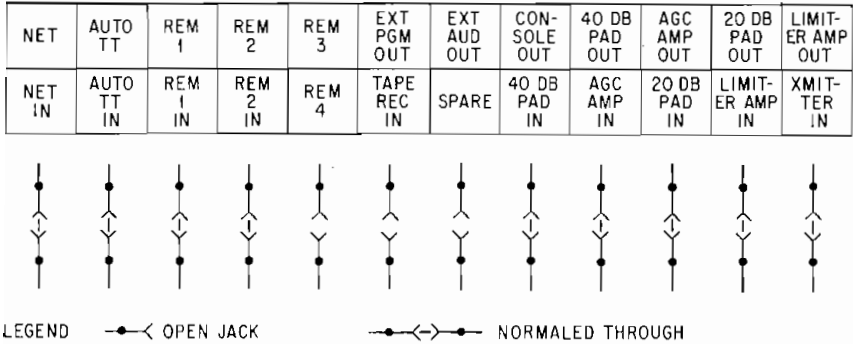 NET AUTO TT REM 1 REM 2 REM 3 EXT PGM OUT EXT AUD OUT CON- SOLE OUT 40 DB PAD OUT AGC AMP OUT 20 DB PAD OUT LIMIT- ER AMP OUT
NET IN AUTO TT IN REM 1 IN REM 2 IN REM 4 TAPE REC IN SPARE 40 DB PAD IN AGC AMP IN 20 DB PAD IN LIMIT- ER AMP IN XMIT- TER IN
LEGEND OPEN JACK NORMALED THROUGH